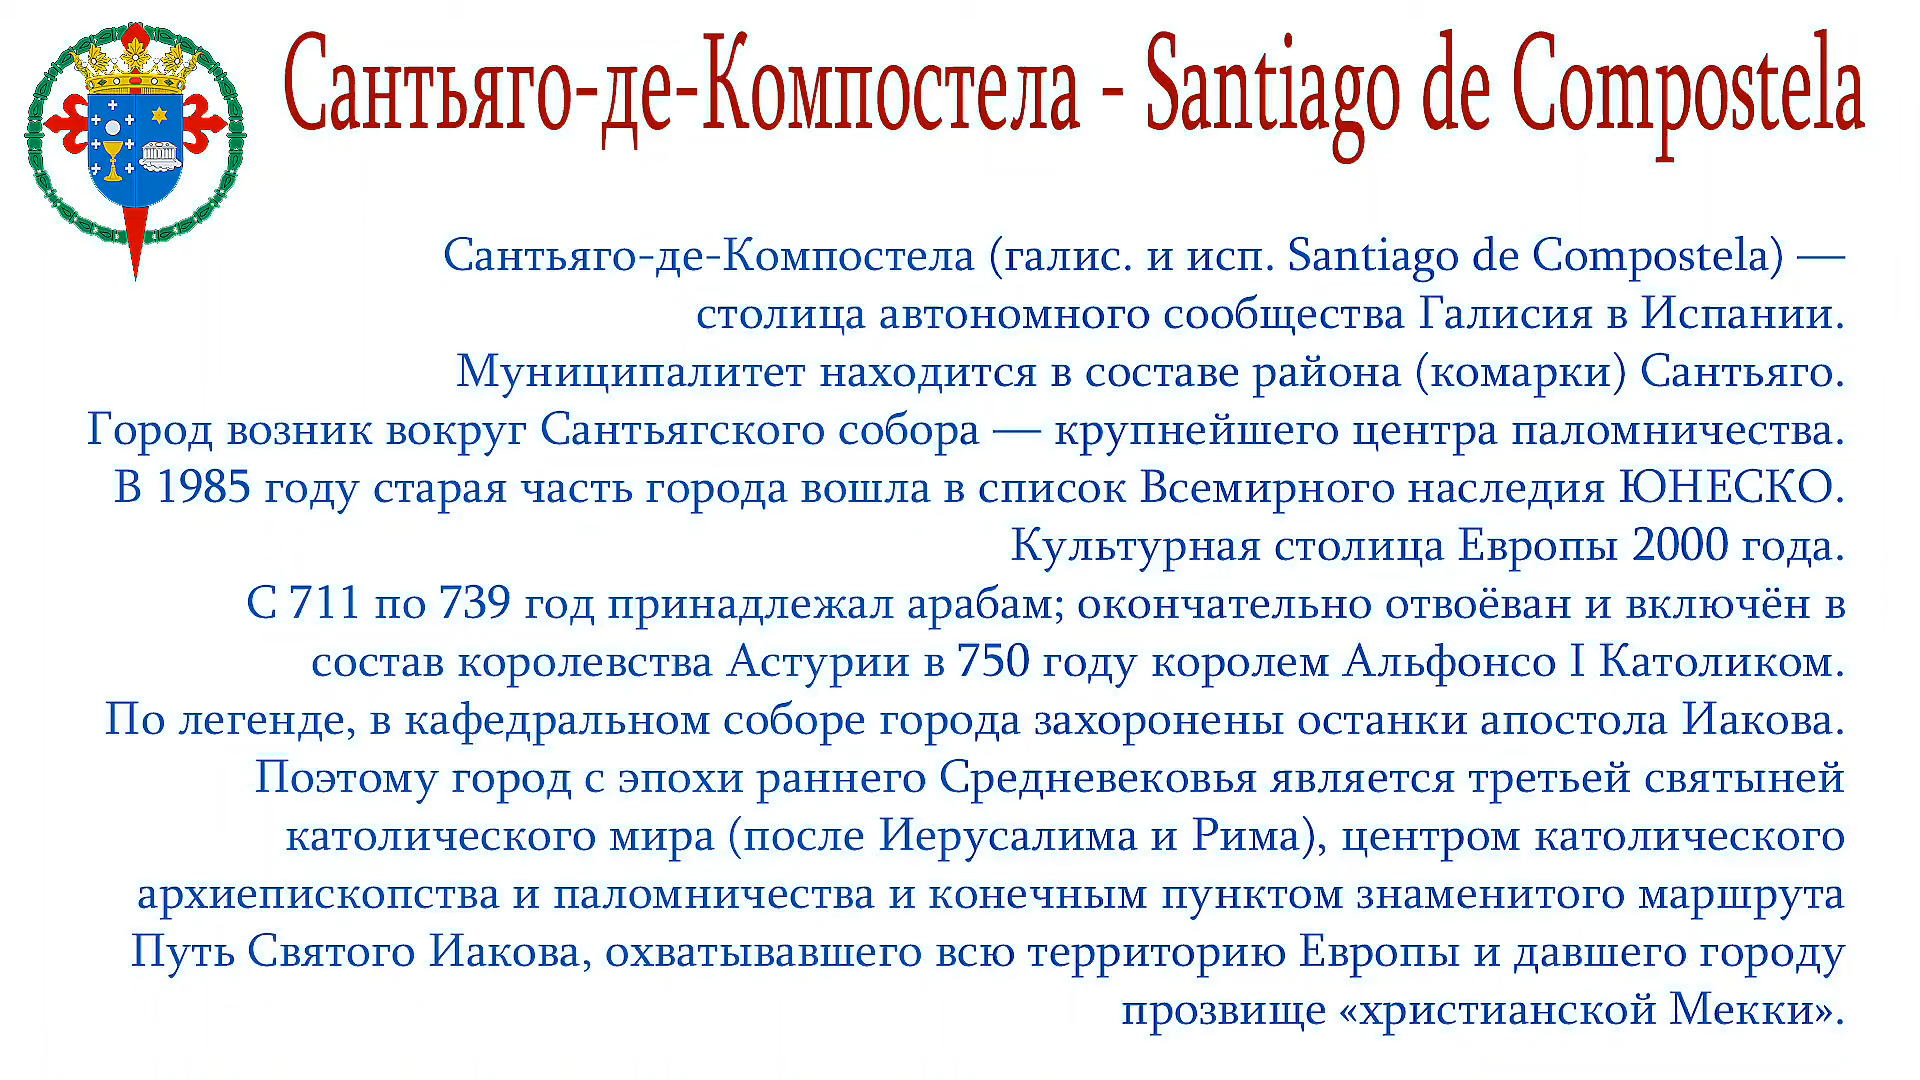 Сантьяго-де-Компостела - Santiago de Compostela
Сантьяго-де-Компостела (галис. и исп. Santiago de Compostela) —
столица автономного сообщества Галисия в Испании.
Муниципалитет находится в составе района (комарки) Сантьяго.
Город возник вокруг Сантьягского собора — крупнейшего центра паломничества.
В 1985 году старая часть города вошла в список Всемирного наследия ЮНЕСКО.
Культурная столица Европы 2000 года.
С 711 по 739 год принадлежал арабам; окончательно отвоёван и включён в
состав королевства Астурии в 750 году королем Альфонсо I Католиком.
По легенде, в кафедральном соборе города захоронены останки апостола Иакова.
Поэтому город с эпохи раннего Средневековья является третьей святыней
католического мира (после Иерусалима и Рима), центром католического
архиепископства и паломничества и конечным пунктом знаменитого маршрута
Путь Святого Иакова, охватывавшего всю территорию Европы и давшего городу
прозвище «христианской Мекки».